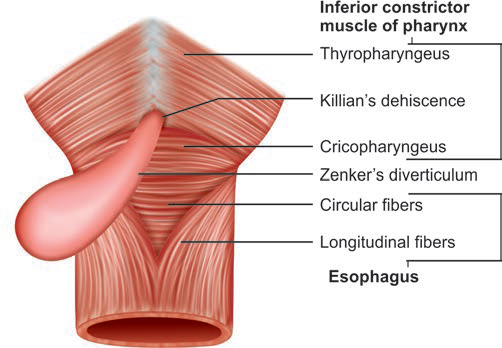 Inferior constrictor
muscle of pharynx
Thyropharyngeus
Killian's dehiscence
Cricopharyngeus
Zenker's diverticulum
Circular fibers
Longitudinal fibers
Esophagus